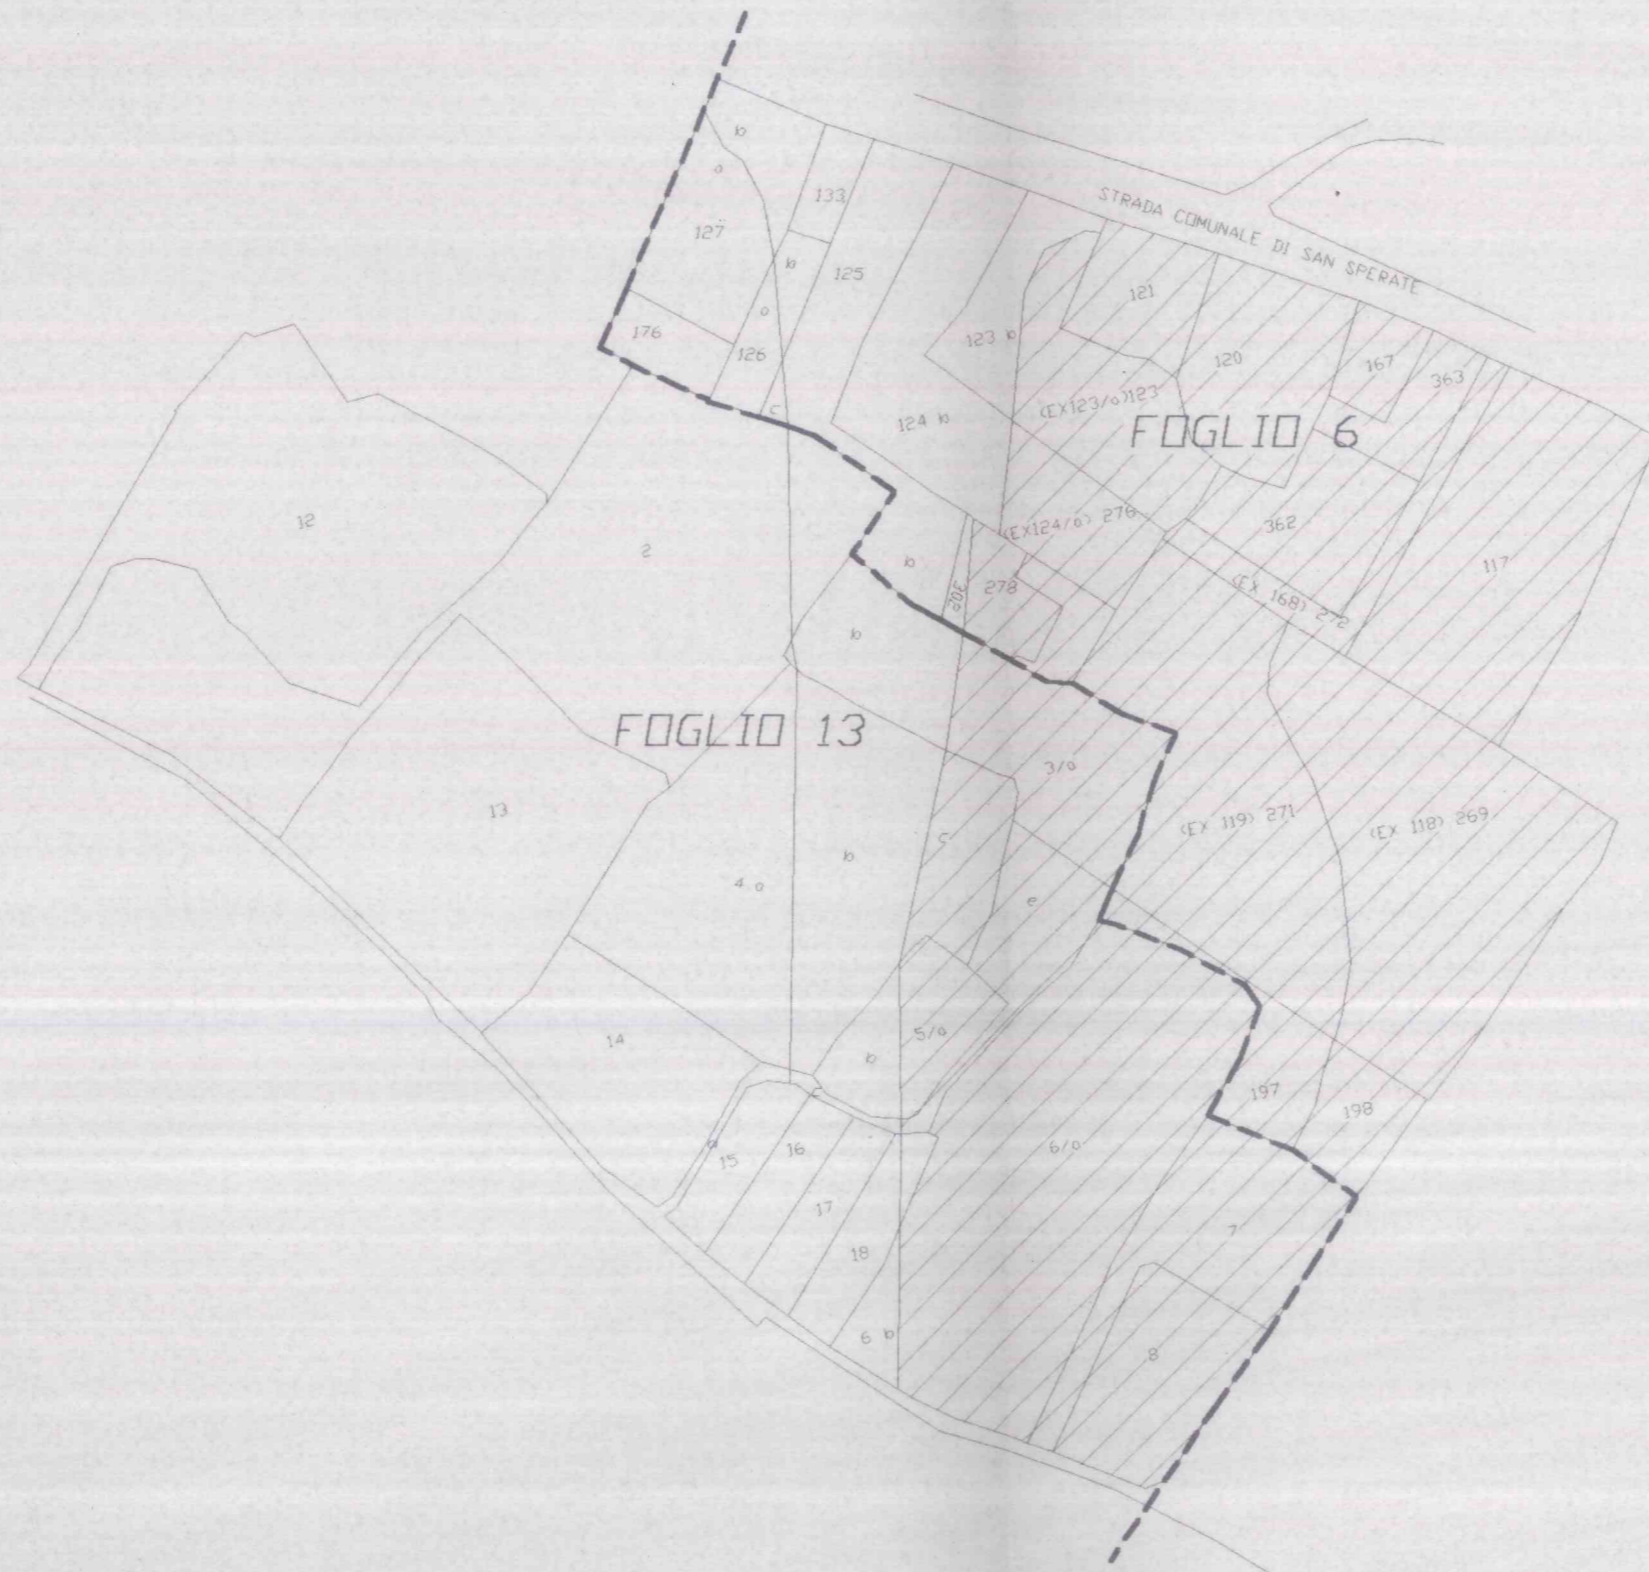 b
a
133
127
b
125
a
176
126
c
STRADA COMUNALE DI SAN SPERATE
121
123 b
120
167
363
(EX123/a)123
124 b
FOGLIO 6
12
2
(EX124/a) 276
362
117
b
278
302
(EX 168) 272
b
FOGLIO 13
3/a
13
(EX 119) 271
(EX 118) 269
c
b
4 a
e
14
5/a
b
197
198
a
15
16
6/a
17
18
7
6 b
8